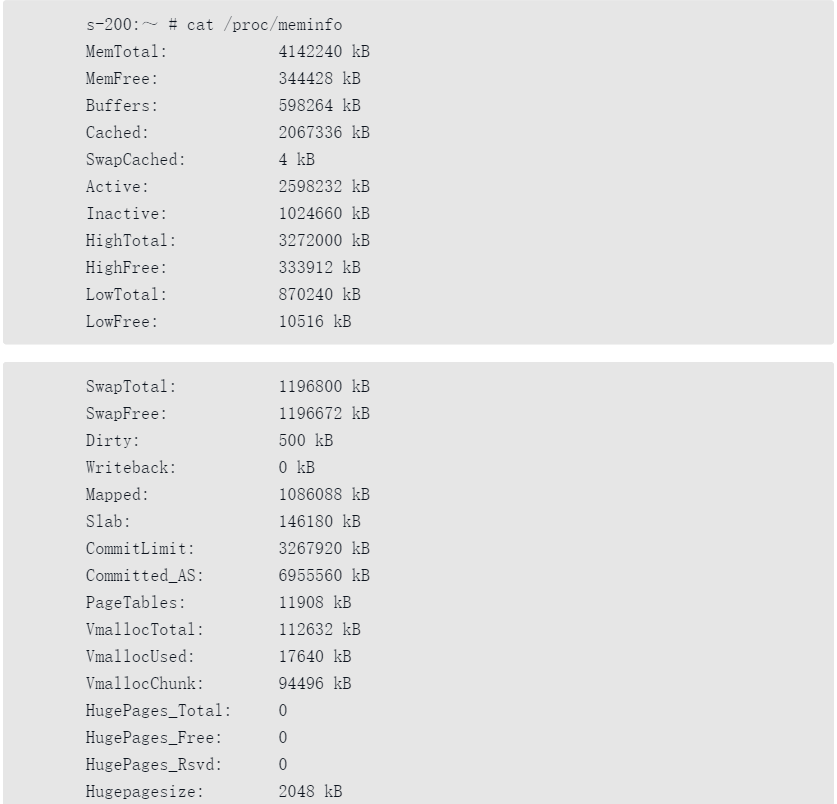 s-200:～ # cat /proc/meminfo
MemTotal: 4142240 kB
MemFree: 344428 kB
Buffers: 598264 kB
Cached: 2067336 kB
SwapCached: 4 kB
Active: 2598232 kB
Inactive: 1024660 kB
HighTotal: 3272000 kB
HighFree: 333912 kB
LowTotal: 870240 kB
LowFree: 10516 kB
SwapTotal: 1196800 kB
SwapFree: 1196672 kB
Dirty: 500 kB
Writeback: 0 kB
Mapped: 1086088 kB
Slab: 146180 kB
CommitLimit: 3267920 kB
Committed_AS: 6955560 kB
PageTables: 11908 kB
VmallocTotal: 112632 kB
VmallocUsed: 17640 kB
VmallocChunk: 94496 kB
HugePages_Total: 0
HugePages_Free: 0
HugePages_Rsvd: 0
Hugepagesize: 2048 kB